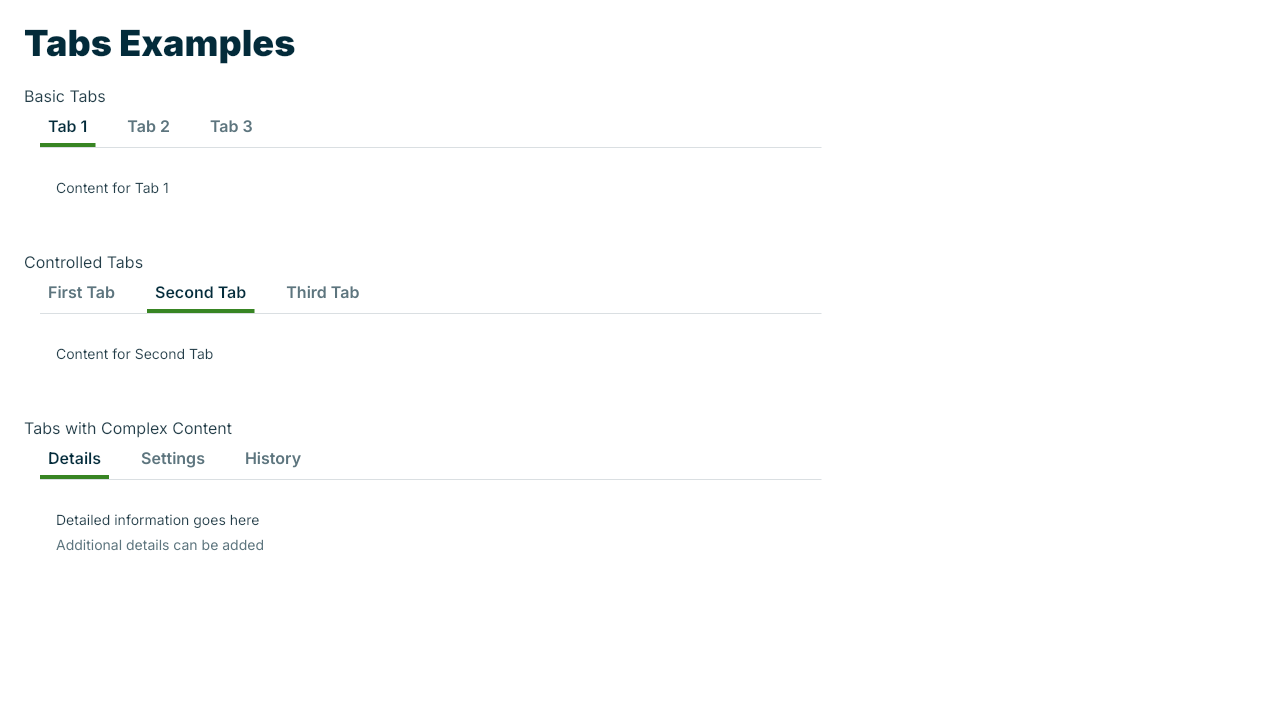 Tabs Examples
Basic Tabs
Tab 1 Tab 2 Tab 3
Content for Tab 1
Controlled Tabs
First Tab Second Tab Third Tab
Content for Second Tab
Tabs with Complex Content
Details Settings History
Detailed information goes here
Additional details can be added